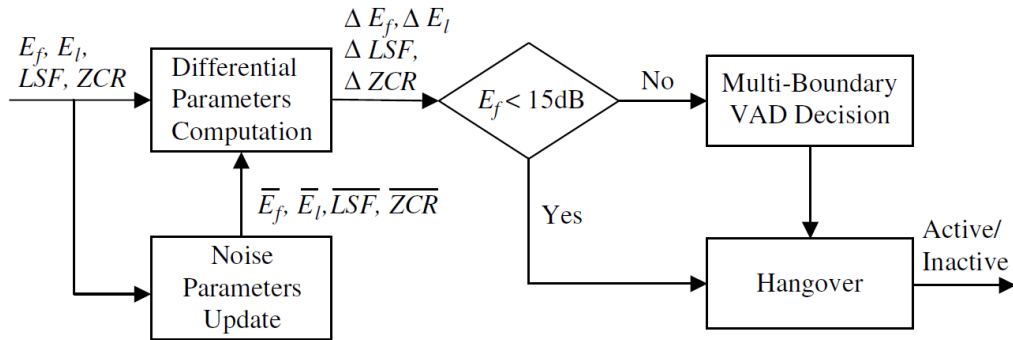 E_f, E_l,
LSF, ZCR
Differential
Parameters
Computation
Δ E_f, Δ E_l
Δ LSF,
Δ ZCR
E_f < 15dB
No
Multi-Boundary
VAD Decision
E̅_f, E̅_l, L̅S̅F̅, Z̅C̅R̅
Yes
Noise
Parameters
Update
Hangover
Active/
Inactive